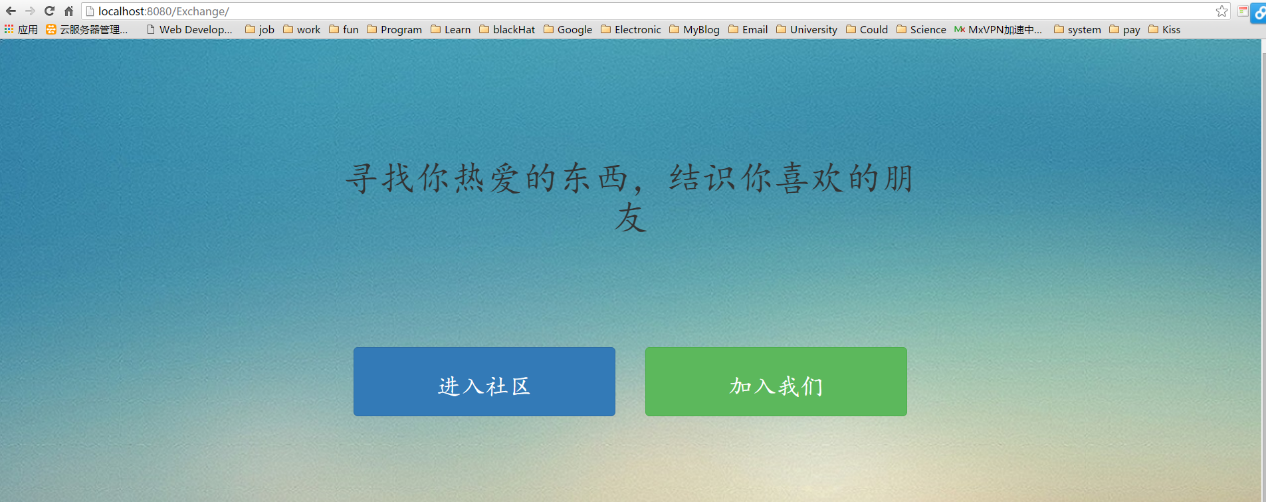 localhost:8080/Exchange/
应用 云服务器管理... Web Develop... job work fun Program Learn blackHat Google Electronic MyBlog Email University Could Science MxVPN加速中... system pay Kiss
寻找你热爱的东西，结识你喜欢的朋
友
进入社区 加入我们